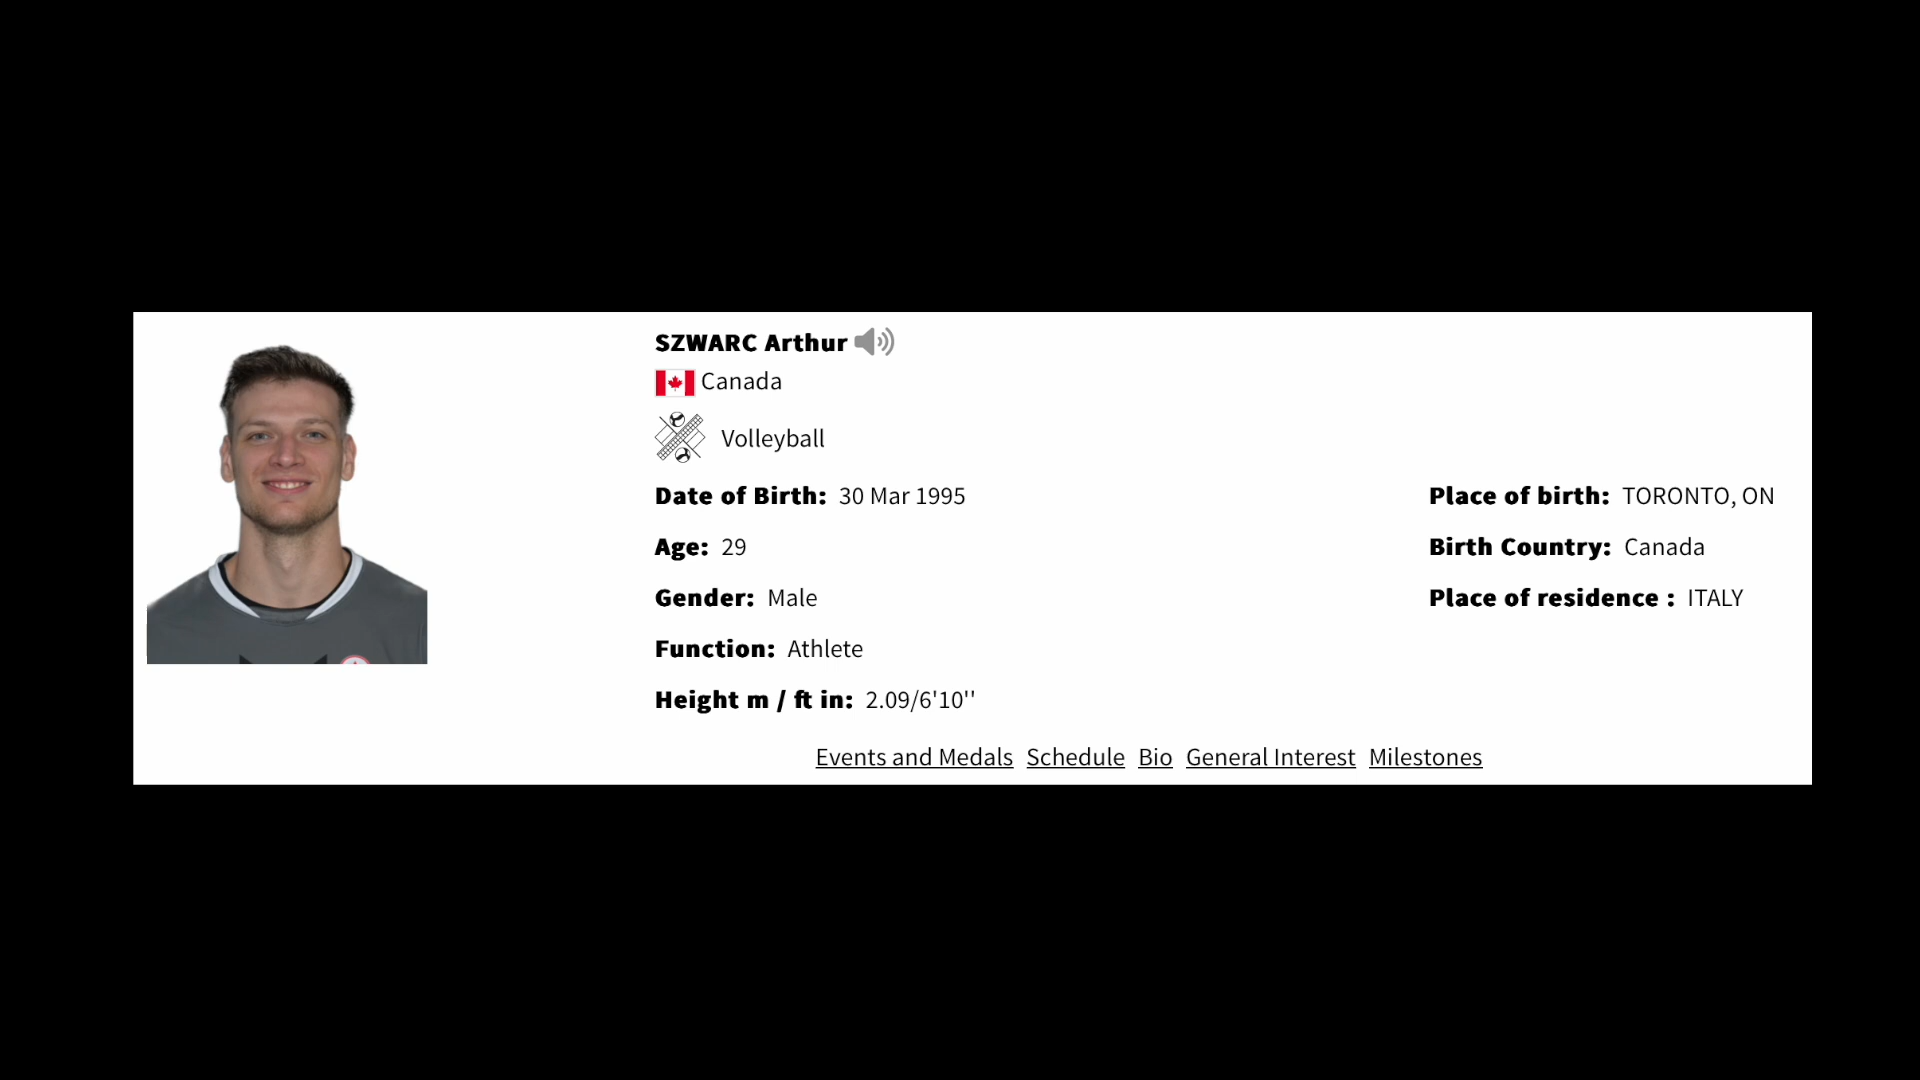 SZWARC Arthur
Canada
Volleyball
Date of Birth: 30 Mar 1995
Place of birth: TORONTO, ON
Age: 29
Birth Country: Canada
Gender: Male
Place of residence : ITALY
Function: Athlete
Height m / ft in: 2.09/6'10''
Events and Medals Schedule Bio General Interest Milestones